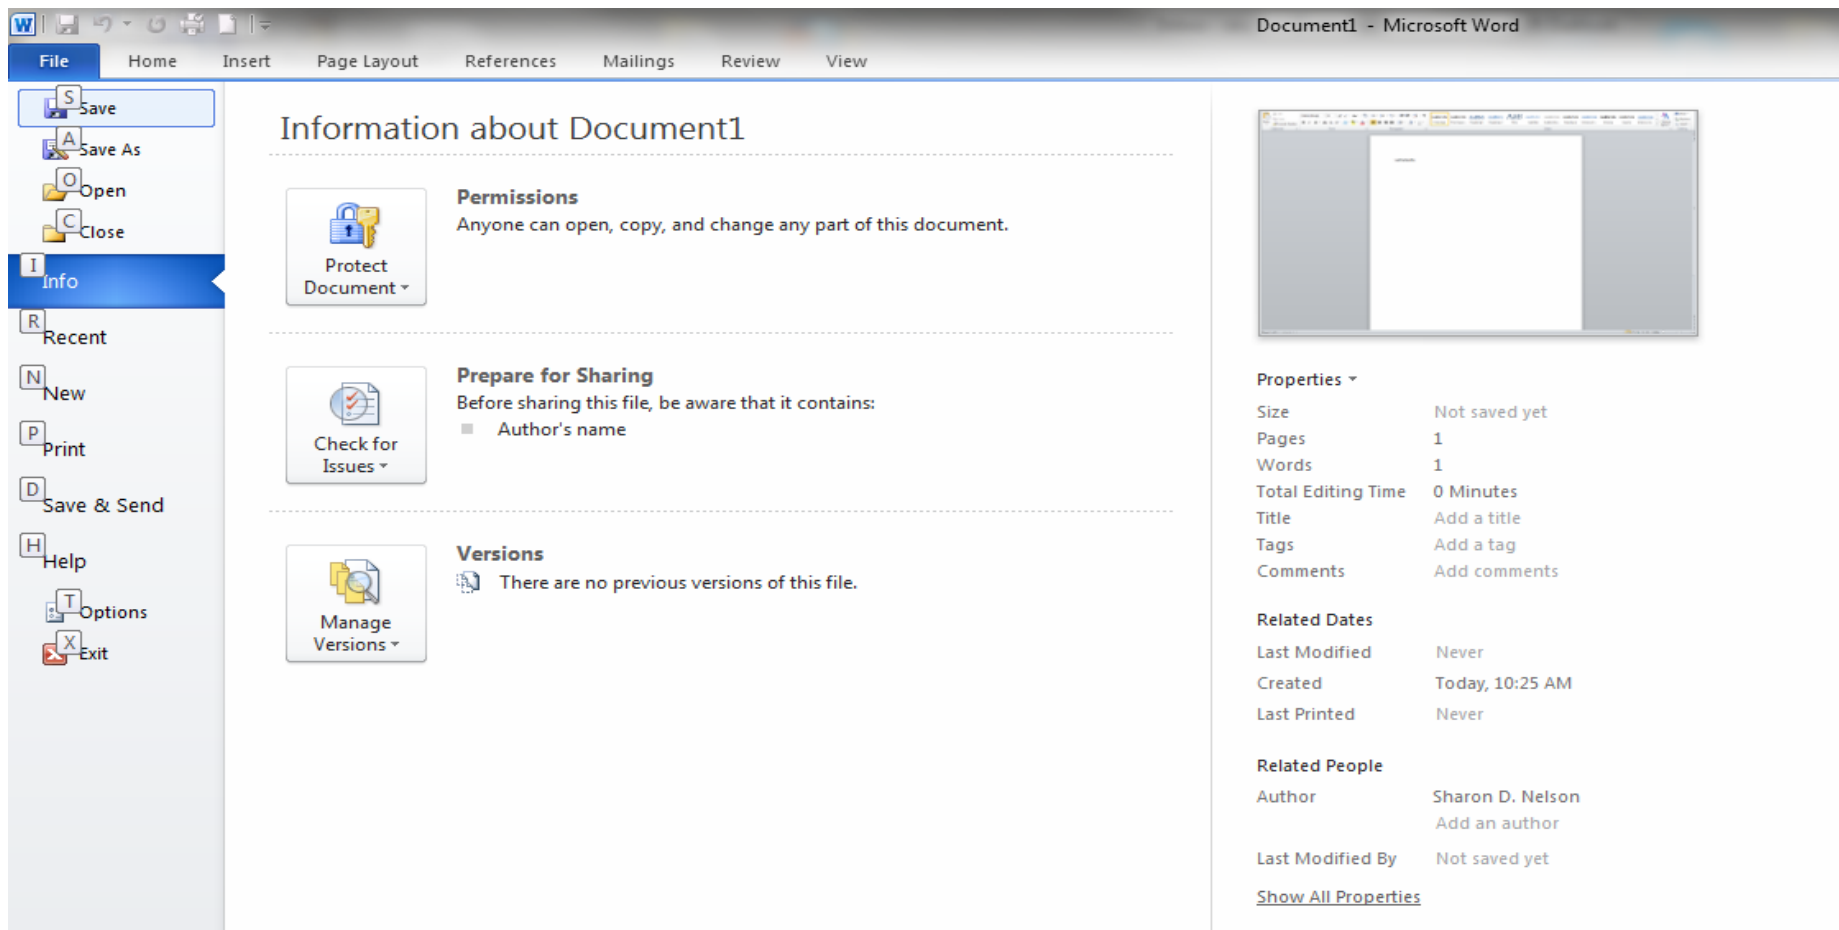 Document1 - Microsoft Word
File Home Insert Page Layout References Mailings Review View
S Save
A Save As
O Open
C Close
I Info
R Recent
N New
P Print
D Save & Send
H Help
T Options
X Exit
Information about Document1
Protect
Document
Permissions
Anyone can open, copy, and change any part of this document.
Check for
Issues
Prepare for Sharing
Before sharing this file, be aware that it contains:
Author's name
Manage
Versions
Versions
There are no previous versions of this file.
Properties
Size Not saved yet
Pages 1
Words 1
Total Editing Time 0 Minutes
Title Add a title
Tags Add a tag
Comments Add comments
Related Dates
Last Modified Never
Created Today, 10:25 AM
Last Printed Never
Related People
Author Sharon D. Nelson
Add an author
Last Modified By Not saved yet
Show All Properties